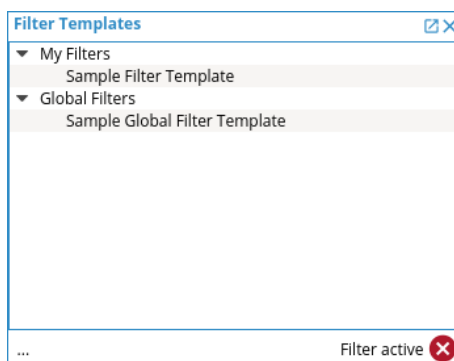 Filter Templates
My Filters
Sample Filter Template
Global Filters
Sample Global Filter Template
... Filter active